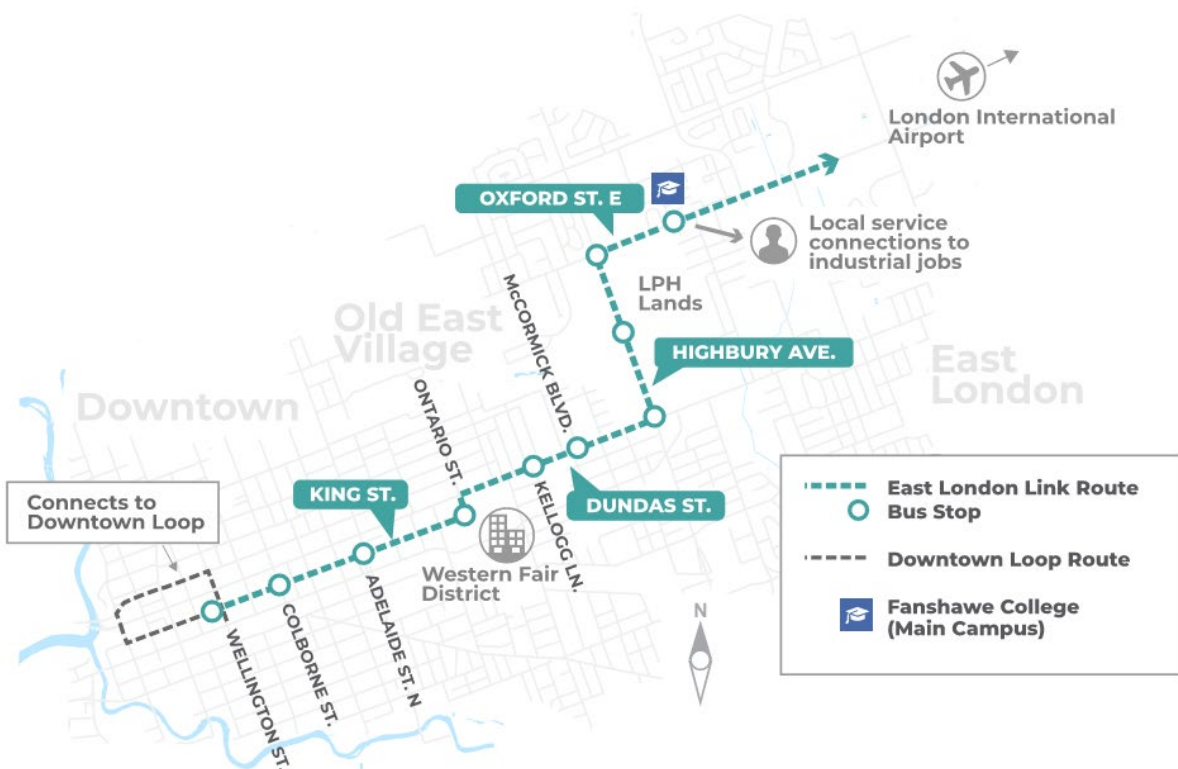 London International
Airport
OXFORD ST. E
Local service
connections to
industrial jobs
LPH
Lands
McCORMICK BLVD.
Old East
Village
HIGHBURY AVE.
East
London
Downtown
ONTARIO ST.
KING ST.
DUNDAS ST.
KELLOGG LN.
Connects to
Downtown Loop
Western Fair
District
ADELAIDE ST. N
COLBORNE ST.
WELLINGTON ST.
N
East London Link Route
Bus Stop
Downtown Loop Route
Fanshawe College
(Main Campus)